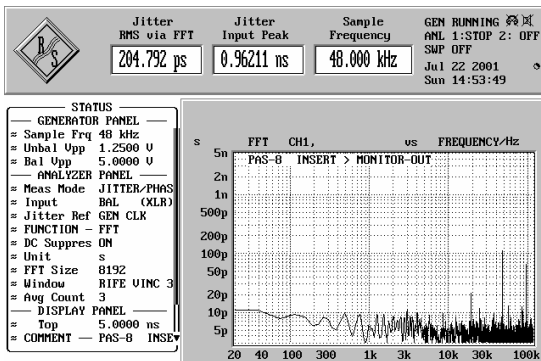 R S
Jitter
RMS via FFT
204.792 ps
Jitter
Input Peak
0.96211 ns
Sample
Frequency
48.000 kHz
GEN RUNNING
ANL 1:STOP 2: OFF
SWP OFF
Jul 22 2001
Sun 14:53:49
STATUS
GENERATOR PANEL
Sample Frq 48 kHz
Unbal Vpp 1.2500 V
Bal Vpp 5.0000 V
ANALYZER PANEL
Meas Mode JITTER/PHAS
Input BAL (XLR)
Jitter Ref GEN CLK
FUNCTION - FFT
DC Suppres ON
Unit s
FFT Size 8192
Window RIFE VINC 3
Avg Count 3
DISPLAY PANEL
Top 5.0000 ns
COMMENT — PAS-8 INSE
s FFT CH1, vs FREQUENCY/Hz
PAS-8 INSERT > MONITOR-OUT
5n
2n
1n
500p
200p
100p
50p
20p
10p
5p
20 40 100 300 1k 3k 10k 30k 100k